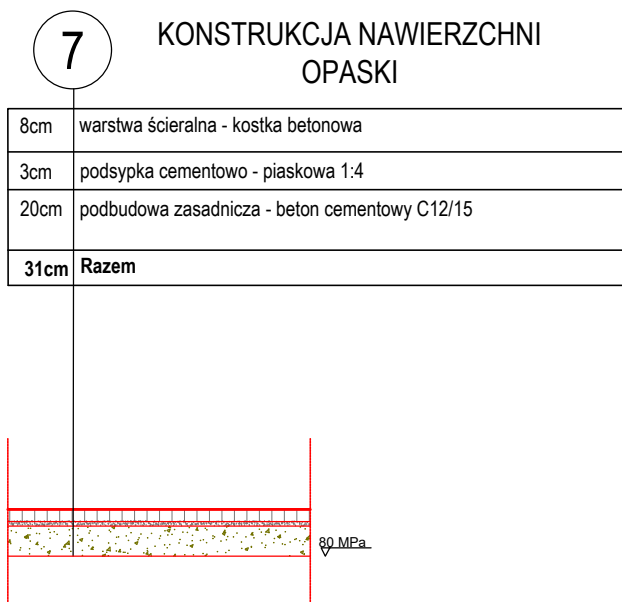 7
KONSTRUKCJA NAWIERZCHNI
OPASKI
8cm warstwa ścieralna - kostka betonowa
3cm podsypka cementowo - piaskowa 1:4
20cm podbudowa zasadnicza - beton cementowy C12/15
31cm Razem
80 MPa